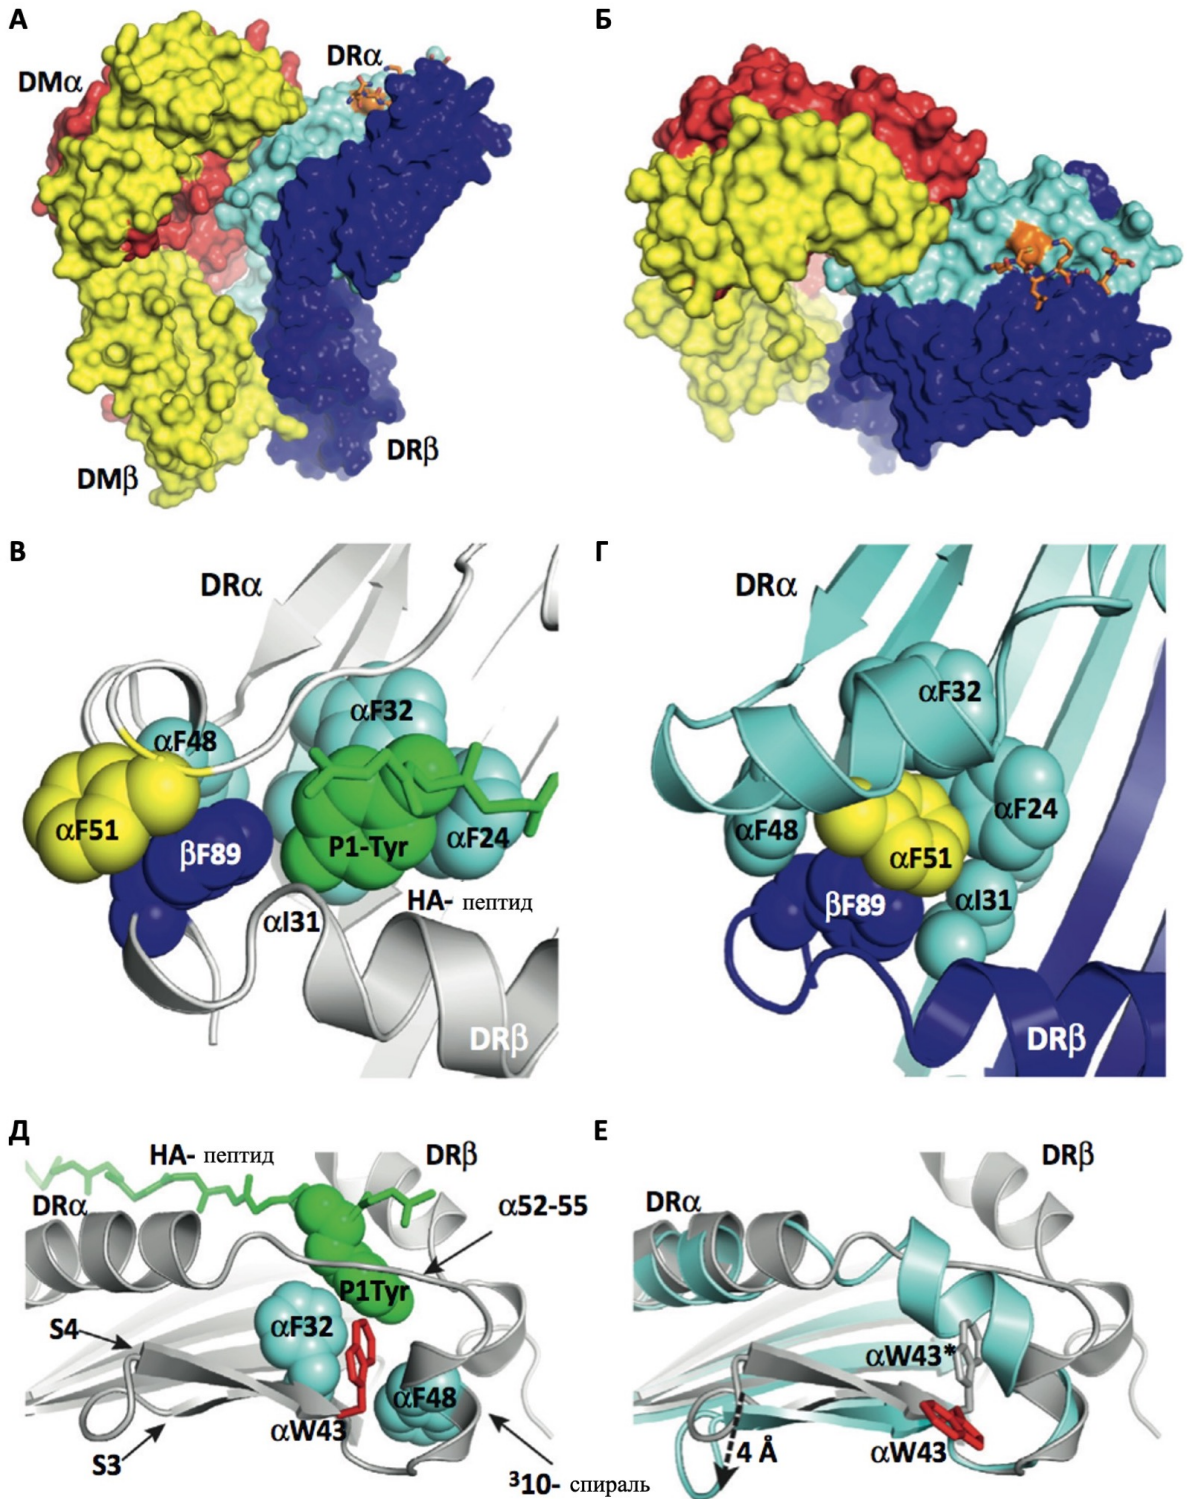 А
Б
DRα
DMα
DMβ
DRβ
В
Г
DRα
DRα
αF32
αF32
αF48
αF51
αF24
αF24
P1-Tyr
βF89
αF48
αF51
HA- пептид
αI31
βF89
αI31
DRβ
DRβ
Д
Е
HA- пептид
DRβ
DRβ
DRα
α52-55
DRα
P1Tyr
αF32
S4
αW43*
αF48
αW43
αW43
S3
4 Å
³10- спираль